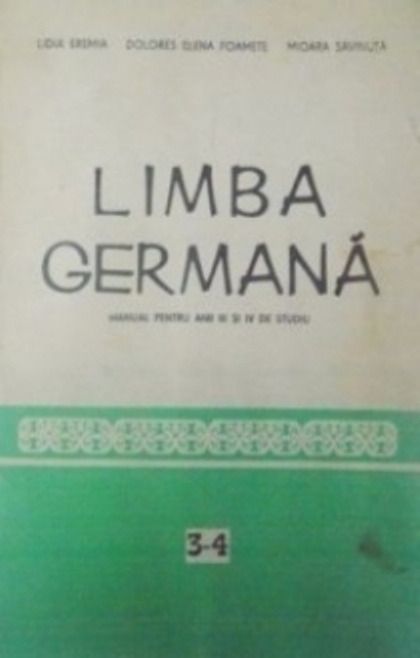 LIDIA EREMIA DOLORES ELENA FOAMETE MIOARA SAVINUȚĂ
LIMBA
GERMANĂ
MANUAL PENTRU ANII III ȘI IV DE STUDIU
3-4